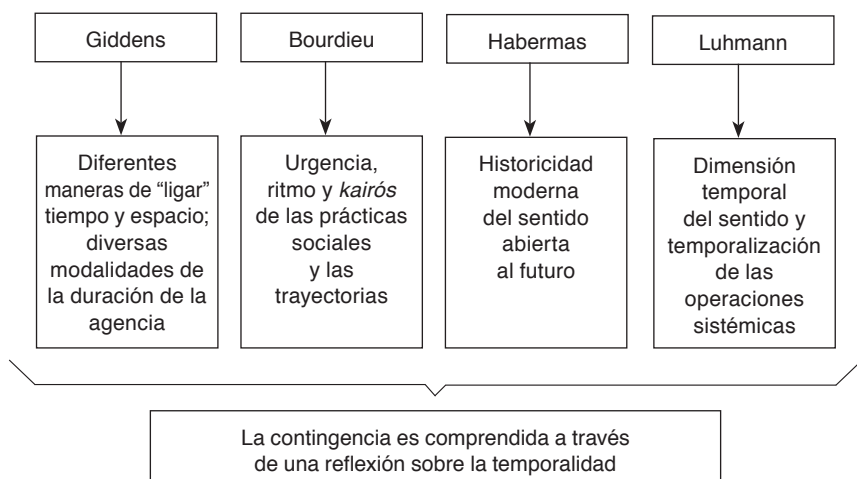 Giddens
Bourdieu
Habermas
Luhmann
Diferentes
maneras de “ligar”
tiempo y espacio;
diversas
modalidades de
la duración de la
agencia
Urgencia,
ritmo y kairós
de las prácticas
sociales
y las
trayectorias
Historicidad
moderna
del sentido
abierta
al futuro
Dimensión
temporal
del sentido y
temporalización
de las
operaciones
sistémicas
La contingencia es comprendida a través
de una reflexión sobre la temporalidad